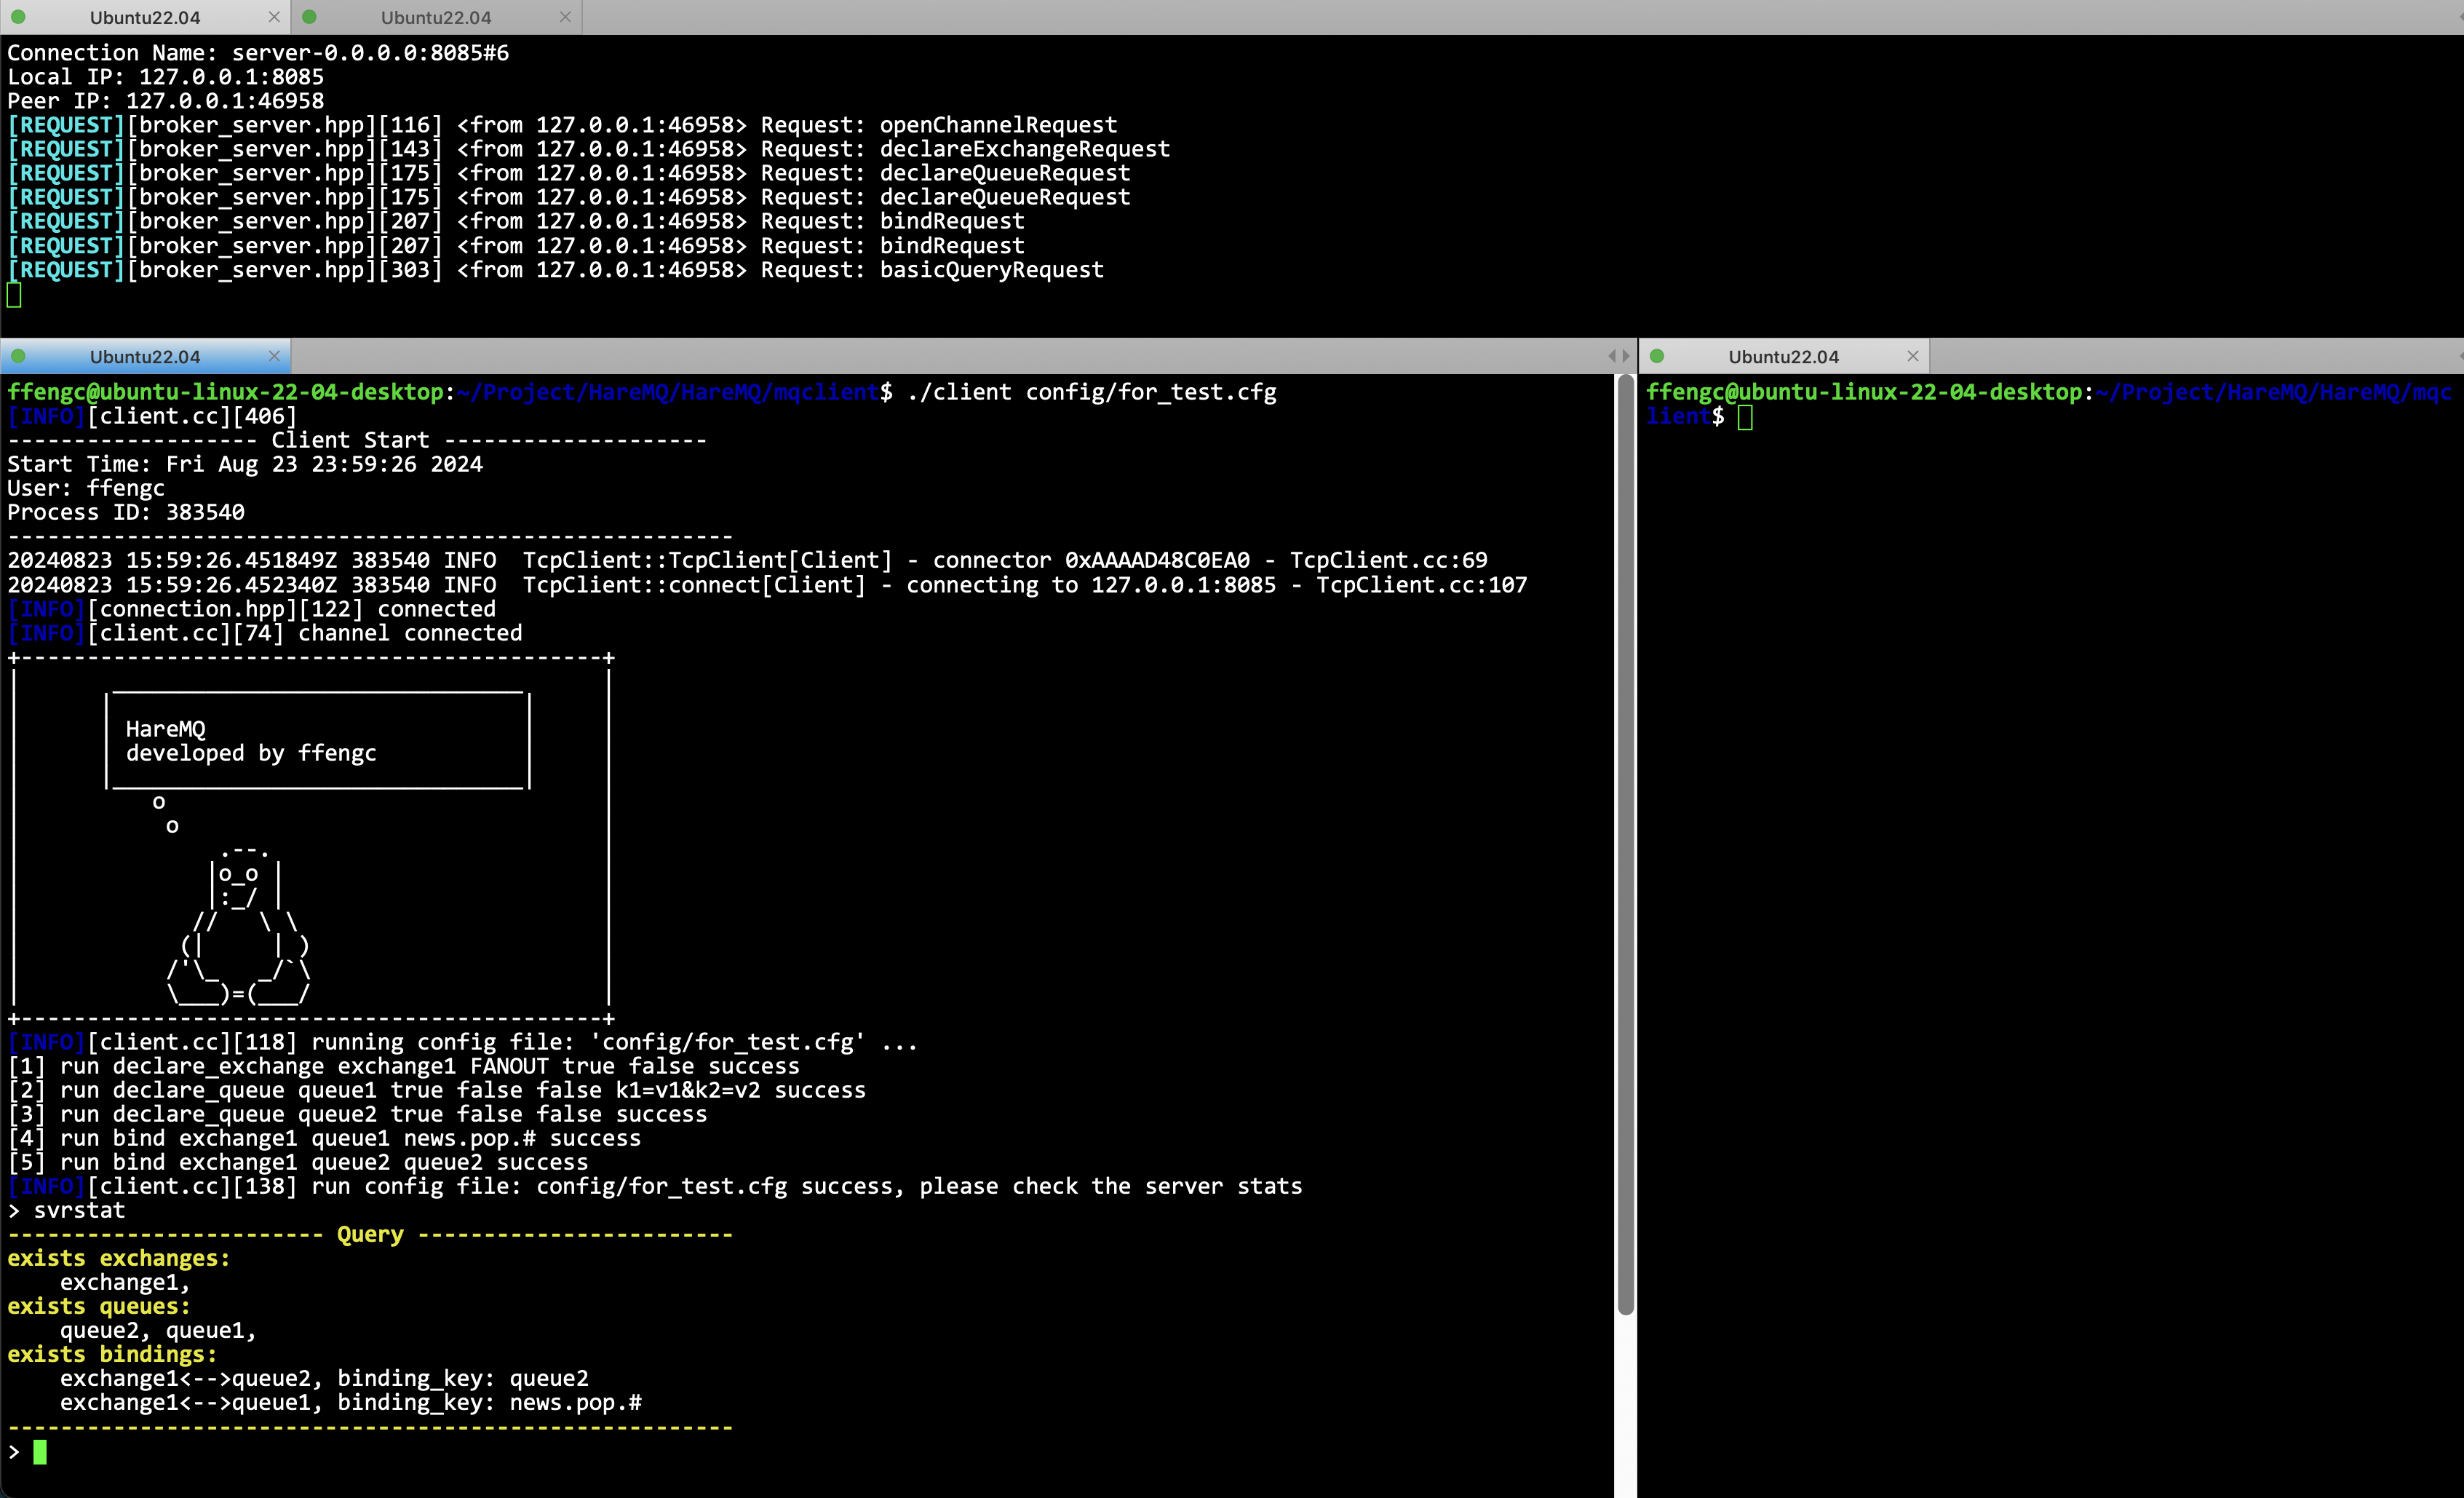 Ubuntu22.04 Ubuntu22.04
Connection Name: server-0.0.0.0:8085#6
Local IP: 127.0.0.1:8085
Peer IP: 127.0.0.1:46958
[REQUEST][broker_server.hpp][116] <from 127.0.0.1:46958> Request: openChannelRequest
[REQUEST][broker_server.hpp][143] <from 127.0.0.1:46958> Request: declareExchangeRequest
[REQUEST][broker_server.hpp][175] <from 127.0.0.1:46958> Request: declareQueueRequest
[REQUEST][broker_server.hpp][175] <from 127.0.0.1:46958> Request: declareQueueRequest
[REQUEST][broker_server.hpp][207] <from 127.0.0.1:46958> Request: bindRequest
[REQUEST][broker_server.hpp][207] <from 127.0.0.1:46958> Request: bindRequest
[REQUEST][broker_server.hpp][303] <from 127.0.0.1:46958> Request: basicQueryRequest
Ubuntu22.04
ffengc@ubuntu-linux-22-04-desktop:~/Project/HareMQ/HareMQ/mqclient$ ./client config/for_test.cfg
[INFO][client.cc][406]
------------------- Client Start --------------------
Start Time: Fri Aug 23 23:59:26 2024
User: ffengc
Process ID: 383540
-------------------------------------------------------
20240823 15:59:26.451849Z 383540 INFO  TcpClient::TcpClient[Client] - connector 0xAAAAD48C0EA0 - TcpClient.cc:69
20240823 15:59:26.452340Z 383540 INFO  TcpClient::connect[Client] - connecting to 127.0.0.1:8085 - TcpClient.cc:107
[INFO][connection.hpp][122] connected
[INFO][client.cc][74] channel connected
HareMQ
developed by ffengc
[INFO][client.cc][118] running config file: 'config/for_test.cfg' ...
[1] run declare_exchange exchange1 FANOUT true false success
[2] run declare_queue queue1 true false false k1=v1&k2=v2 success
[3] run declare_queue queue2 true false false success
[4] run bind exchange1 queue1 news.pop.# success
[5] run bind exchange1 queue2 queue2 success
[INFO][client.cc][138] run config file: config/for_test.cfg success, please check the server stats
> svrstat
------------------------ Query ------------------------
exists exchanges:
exchange1,
exists queues:
queue2, queue1,
exists bindings:
exchange1<-->queue2, binding_key: queue2
exchange1<-->queue1, binding_key: news.pop.#
-------------------------------------------------------
>
Ubuntu22.04
ffengc@ubuntu-linux-22-04-desktop:~/Project/HareMQ/HareMQ/mqc
lient$